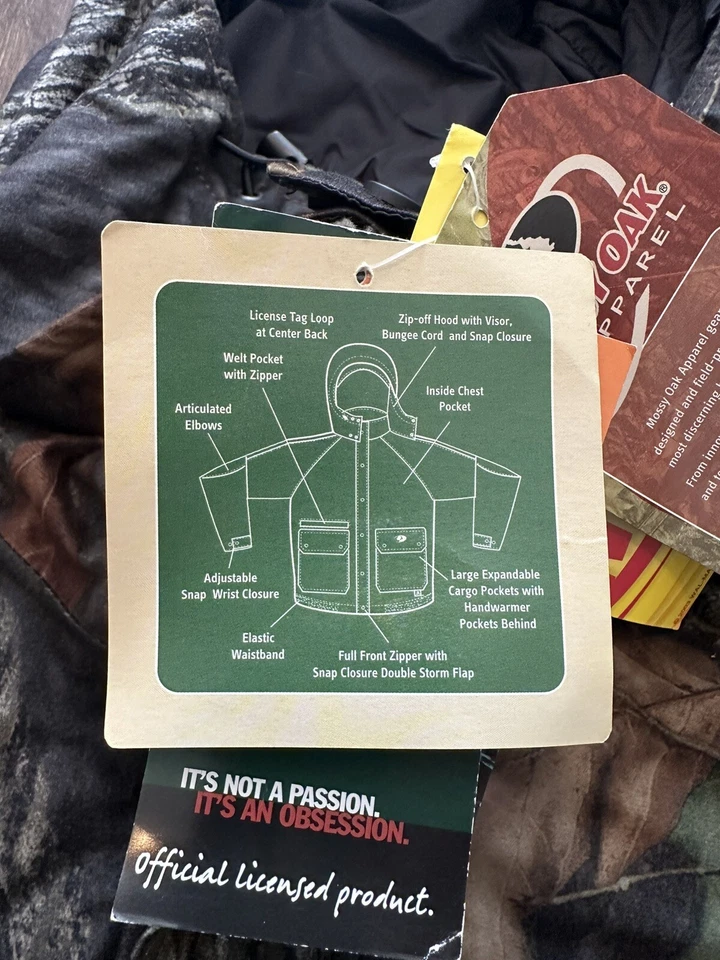 License Tag Loop
at Center Back
Zip-off Hood with Visor,
Bungee Cord and Snap Closure
Welt Pocket
with Zipper
Inside Chest
Pocket
Articulated
Elbows
Adjustable
Snap Wrist Closure
Large Expandable
Cargo Pockets with
Handwarmer
Pockets Behind
Elastic
Waistband
Full Front Zipper with
Snap Closure Double Storm Flap
IT'S NOT A PASSION.
IT'S AN OBSESSION.
Official licensed product.
OAK®
APPAREL
Mossy Oak Apparel gear
designed and
most discerning
From
and